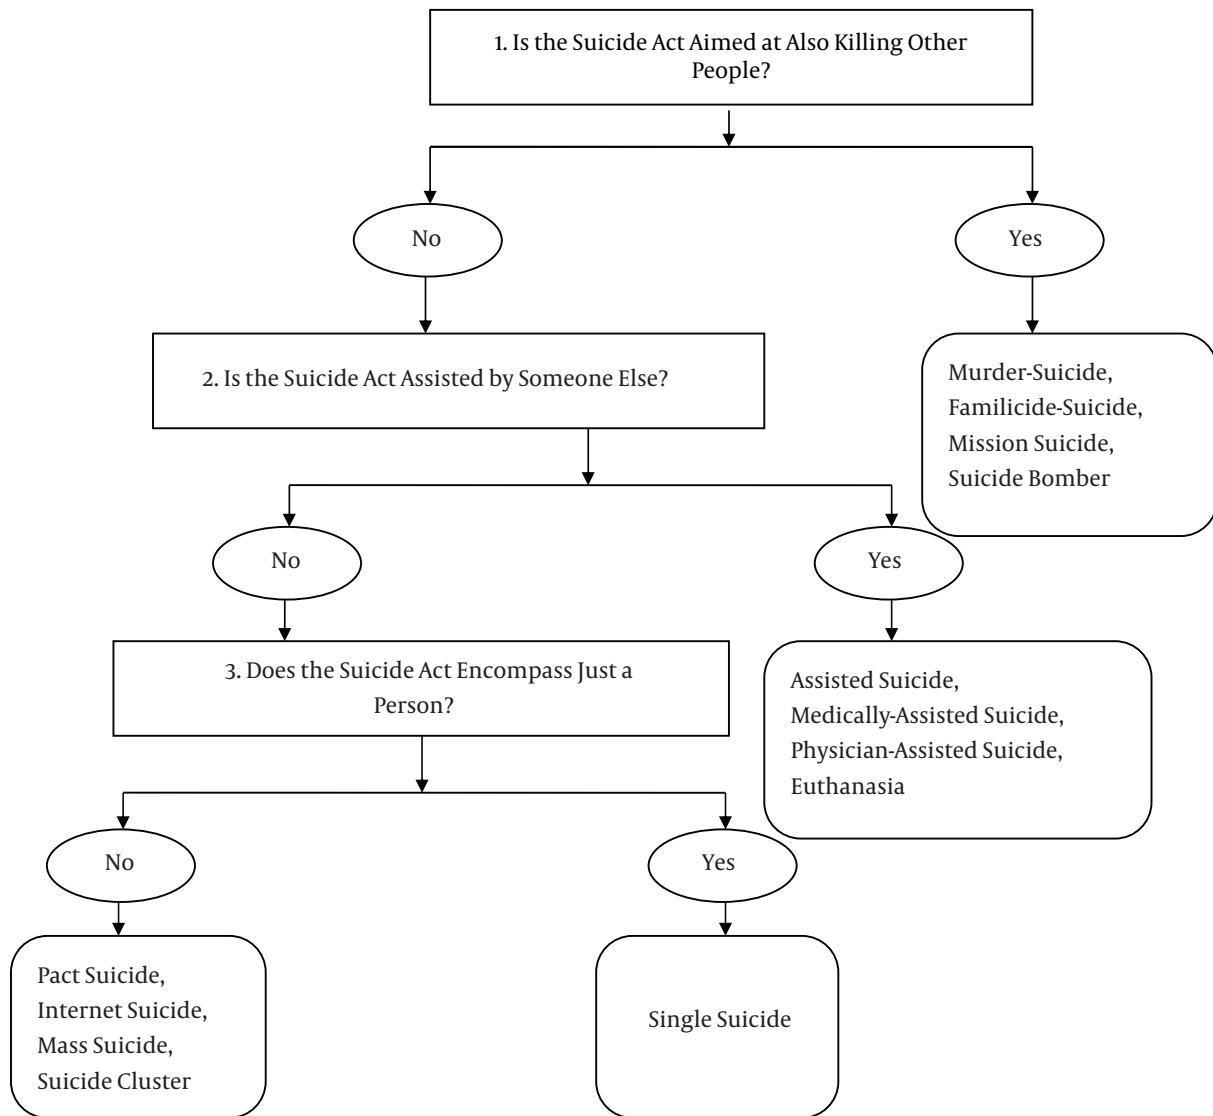 1. Is the Suicide Act Aimed at Also Killing Other
People?
No
Yes
2. Is the Suicide Act Assisted by Someone Else?
Murder-Suicide,
Familicide-Suicide,
Mission Suicide,
Suicide Bomber
No
Yes
3. Does the Suicide Act Encompass Just a
Person?
Assisted Suicide,
Medically-Assisted Suicide,
Physician-Assisted Suicide,
Euthanasia
No
Yes
Pact Suicide,
Internet Suicide,
Mass Suicide,
Suicide Cluster
Single Suicide